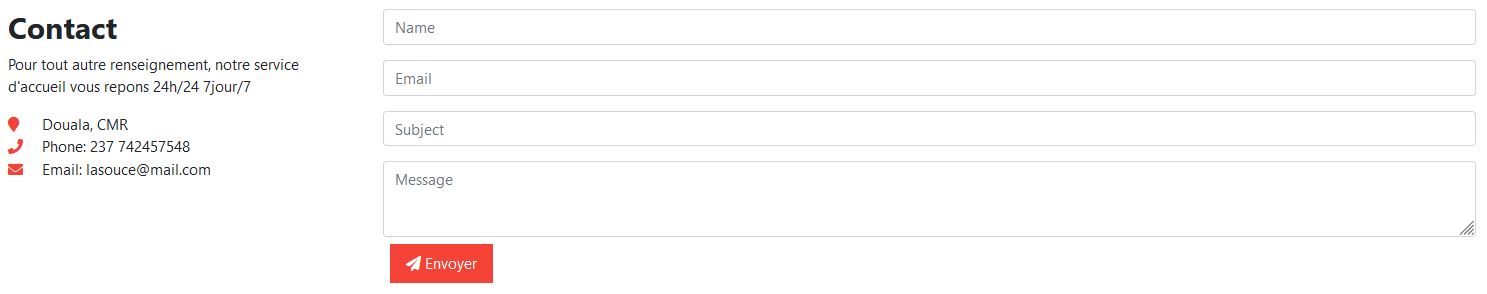 Contact
Pour tout autre renseignement, notre service
d'accueil vous repons 24h/24 7jour/7
Douala, CMR
Phone: 237 742457548
Email: lasouce@mail.com
Name
Email
Subject
Message
Envoyer